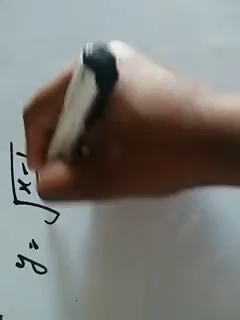 y = √x-1